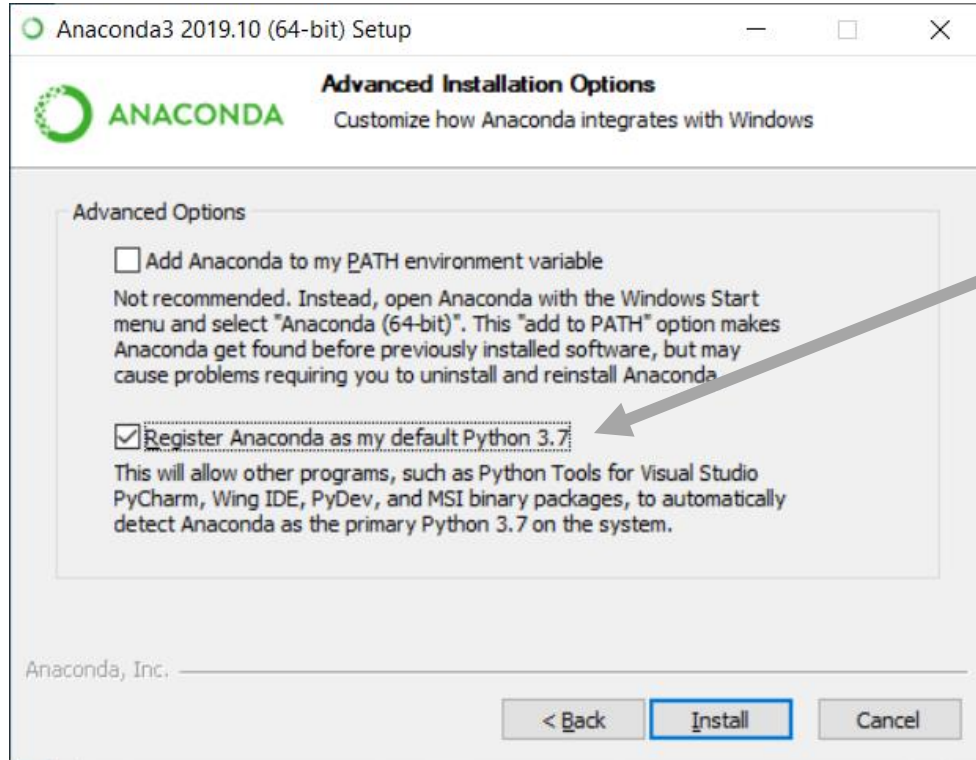 Anaconda3 2019.10 (64-bit) Setup
ANACONDA
Advanced Installation Options
Customize how Anaconda integrates with Windows
Advanced Options
Add Anaconda to my PATH environment variable
Not recommended. Instead, open Anaconda with the Windows Start
menu and select "Anaconda (64-bit)". This "add to PATH" option makes
Anaconda get found before previously installed software, but may
cause problems requiring you to uninstall and reinstall Anaconda.
Register Anaconda as my default Python 3.7
This will allow other programs, such as Python Tools for Visual Studio
PyCharm, Wing IDE, PyDev, and MSI binary packages, to automatically
detect Anaconda as the primary Python 3.7 on the system.
Anaconda, Inc.
< Back
Install
Cancel